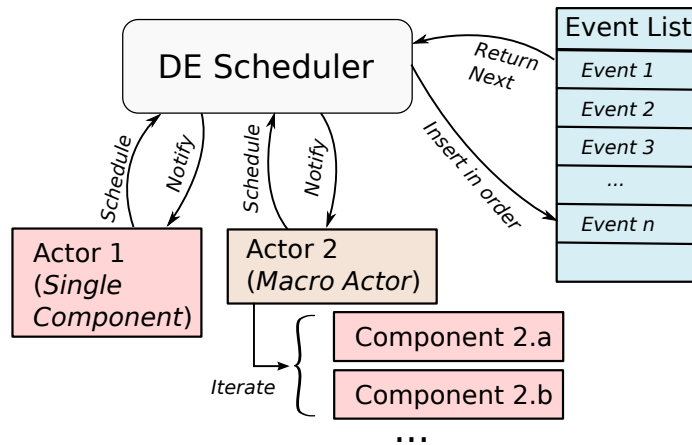 DE Scheduler
Event List
Event 1
Event 2
Event 3
...
Event n
Return
Next
Insert in order
Schedule
Notify
Schedule
Notify
Actor 1
(Single
Component)
Actor 2
(Macro Actor)
Iterate
Component 2.a
Component 2.b
...